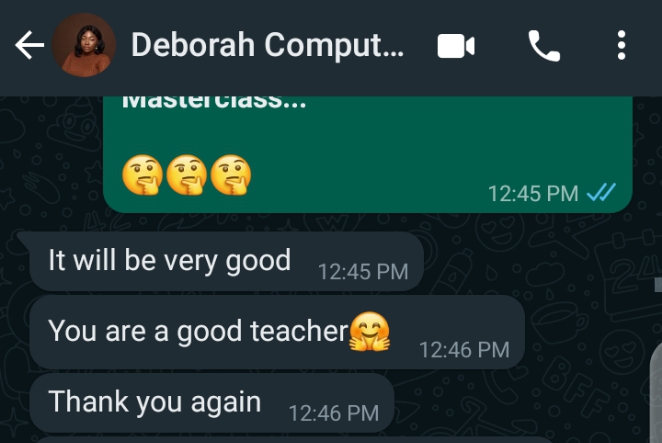 Deborah Comput...
Masterclass...
🤔🤔🤔
12:45 PM
It will be very good 12:45 PM
You are a good teacher🤗 12:46 PM
Thank you again 12:46 PM